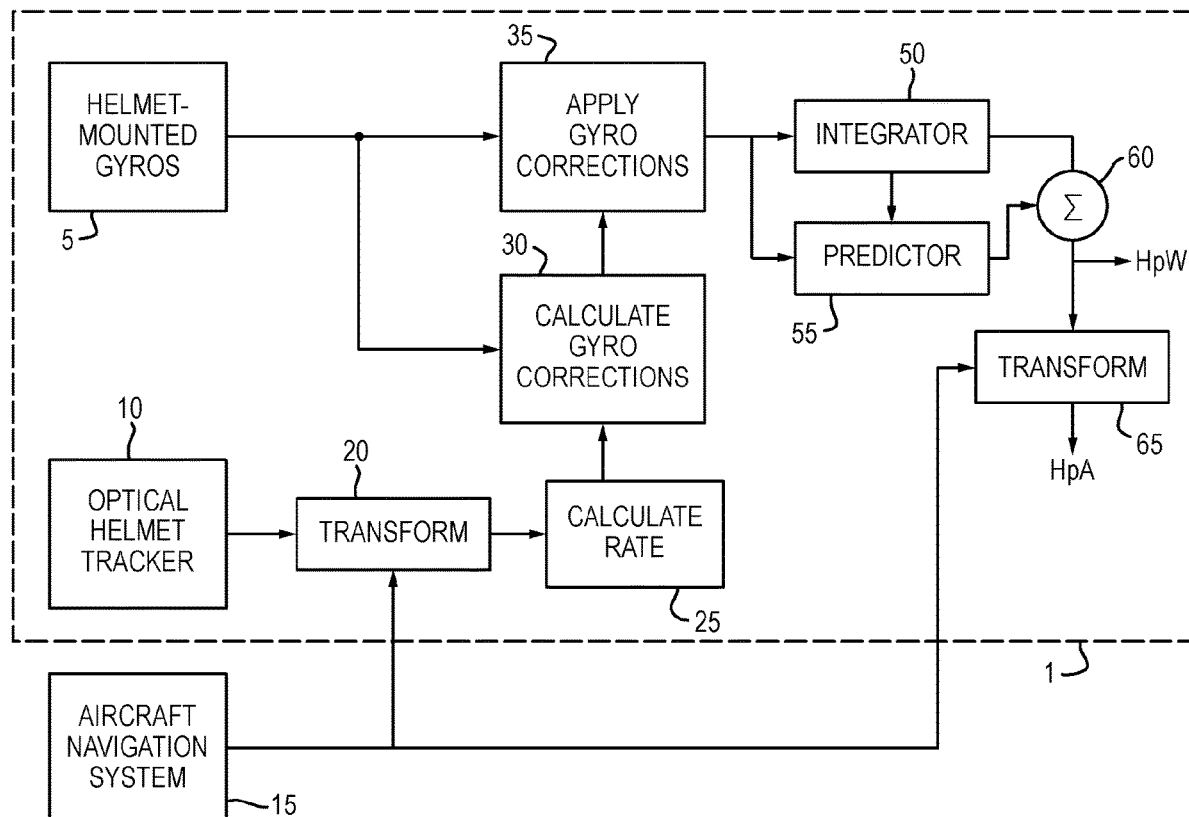 35
50
HELMET-
MOUNTED
GYROS
APPLY
GYRO
CORRECTIONS
INTEGRATOR
60
Σ
5
30
PREDICTOR
HpW
55
CALCULATE
GYRO
CORRECTIONS
TRANSFORM
10
20
65
HpA
OPTICAL
HELMET
TRACKER
TRANSFORM
CALCULATE
RATE
25
1
AIRCRAFT
NAVIGATION
SYSTEM
15